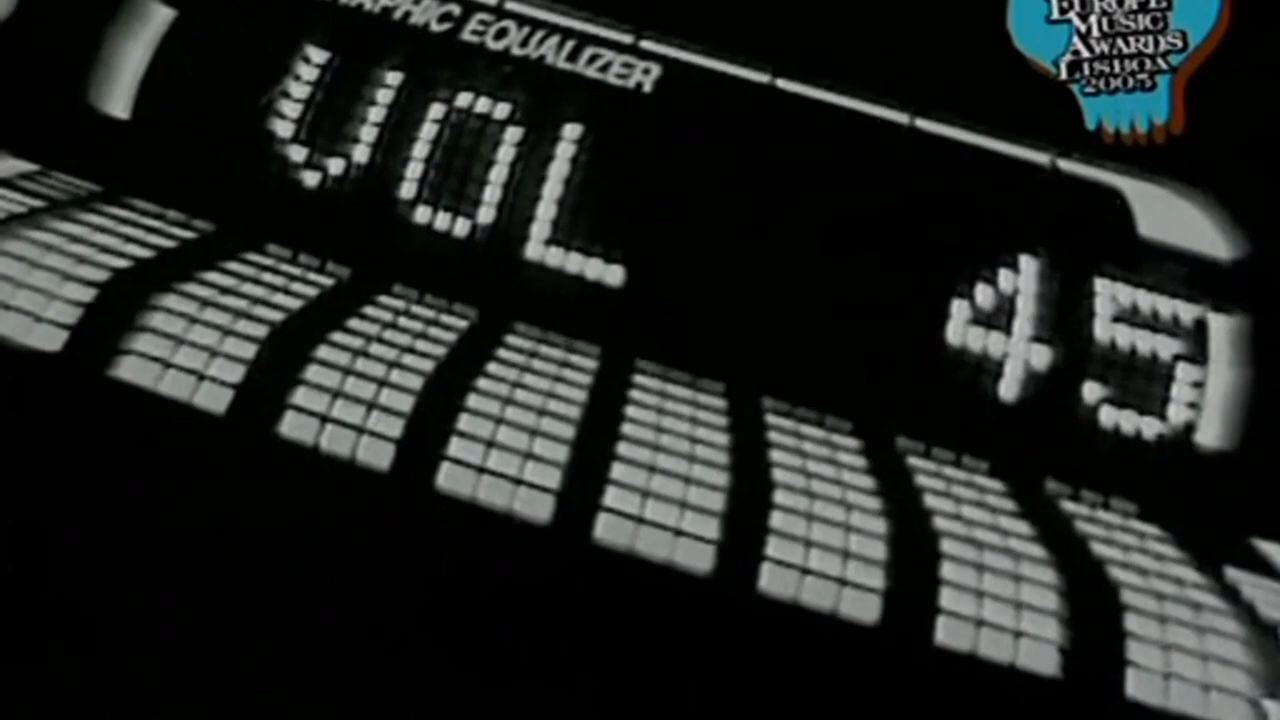 GRAPHIC EQUALIZER
VOL
45
EUROPE
MUSIC
AWARDS
LISBOA
2005